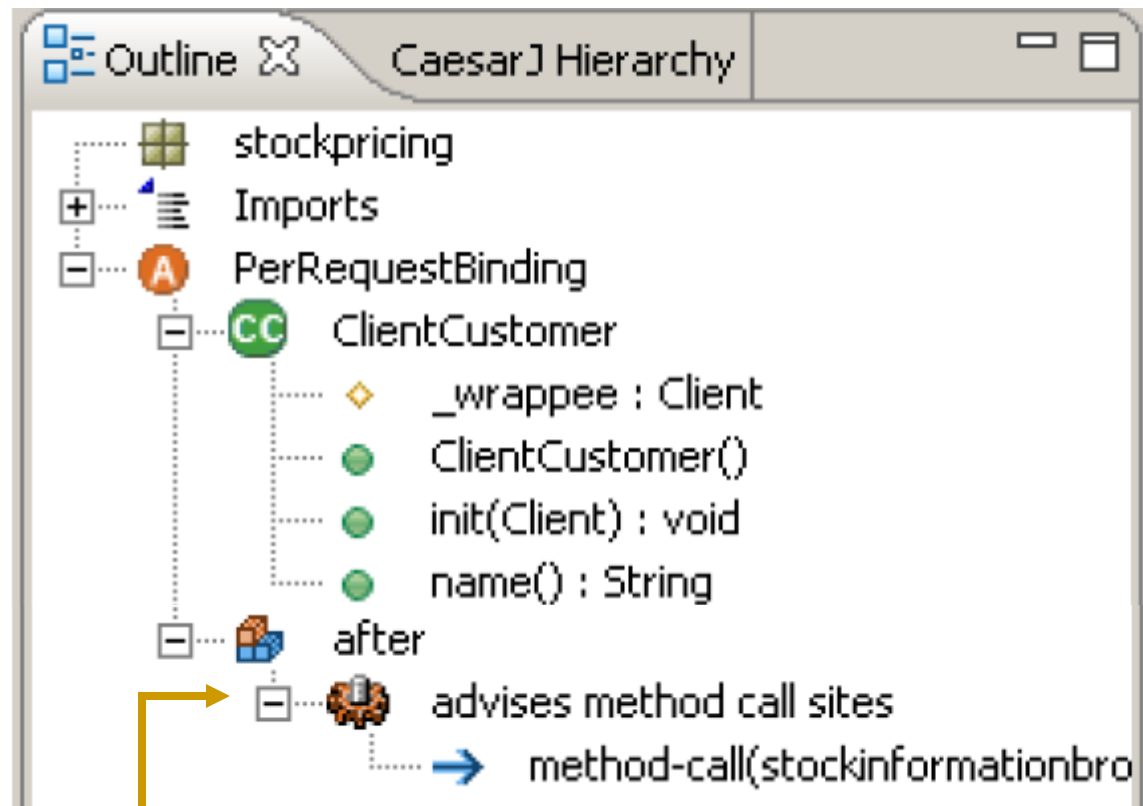 Outline CaesarJ Hierarchy
stockpricing
Imports
A PerRequestBinding
CC ClientCustomer
_wrappee : Client
ClientCustomer()
init(Client) : void
name() : String
after
advises method call sites
method-call(stockinformationbro